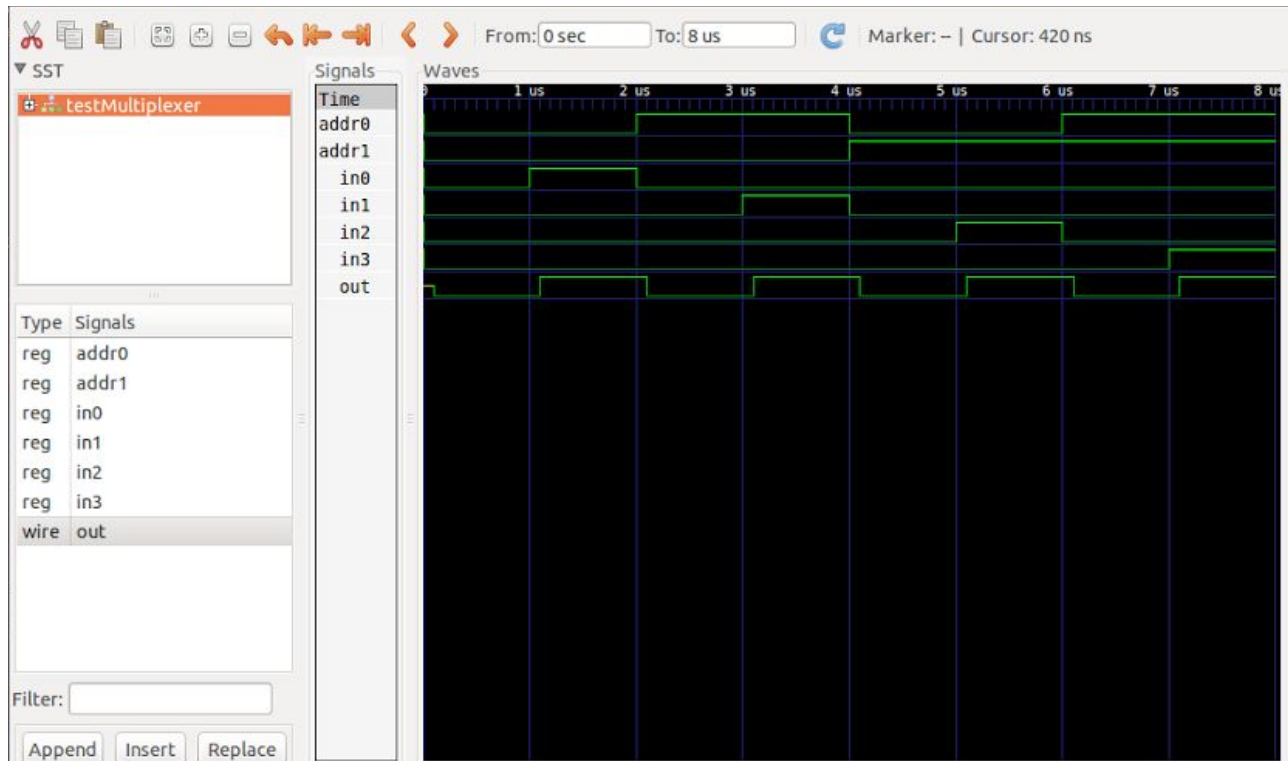 From: 0 sec To: 8 us Marker: -- | Cursor: 420 ns
SST
testMultiplexer
Type Signals
reg addr0
reg addr1
reg in0
reg in1
reg in2
reg in3
wire out
Filter:
Append Insert Replace
Signals
Time
addr0
addr1
in0
in1
in2
in3
out
Waves
0 1 us 2 us 3 us 4 us 5 us 6 us 7 us 8 us